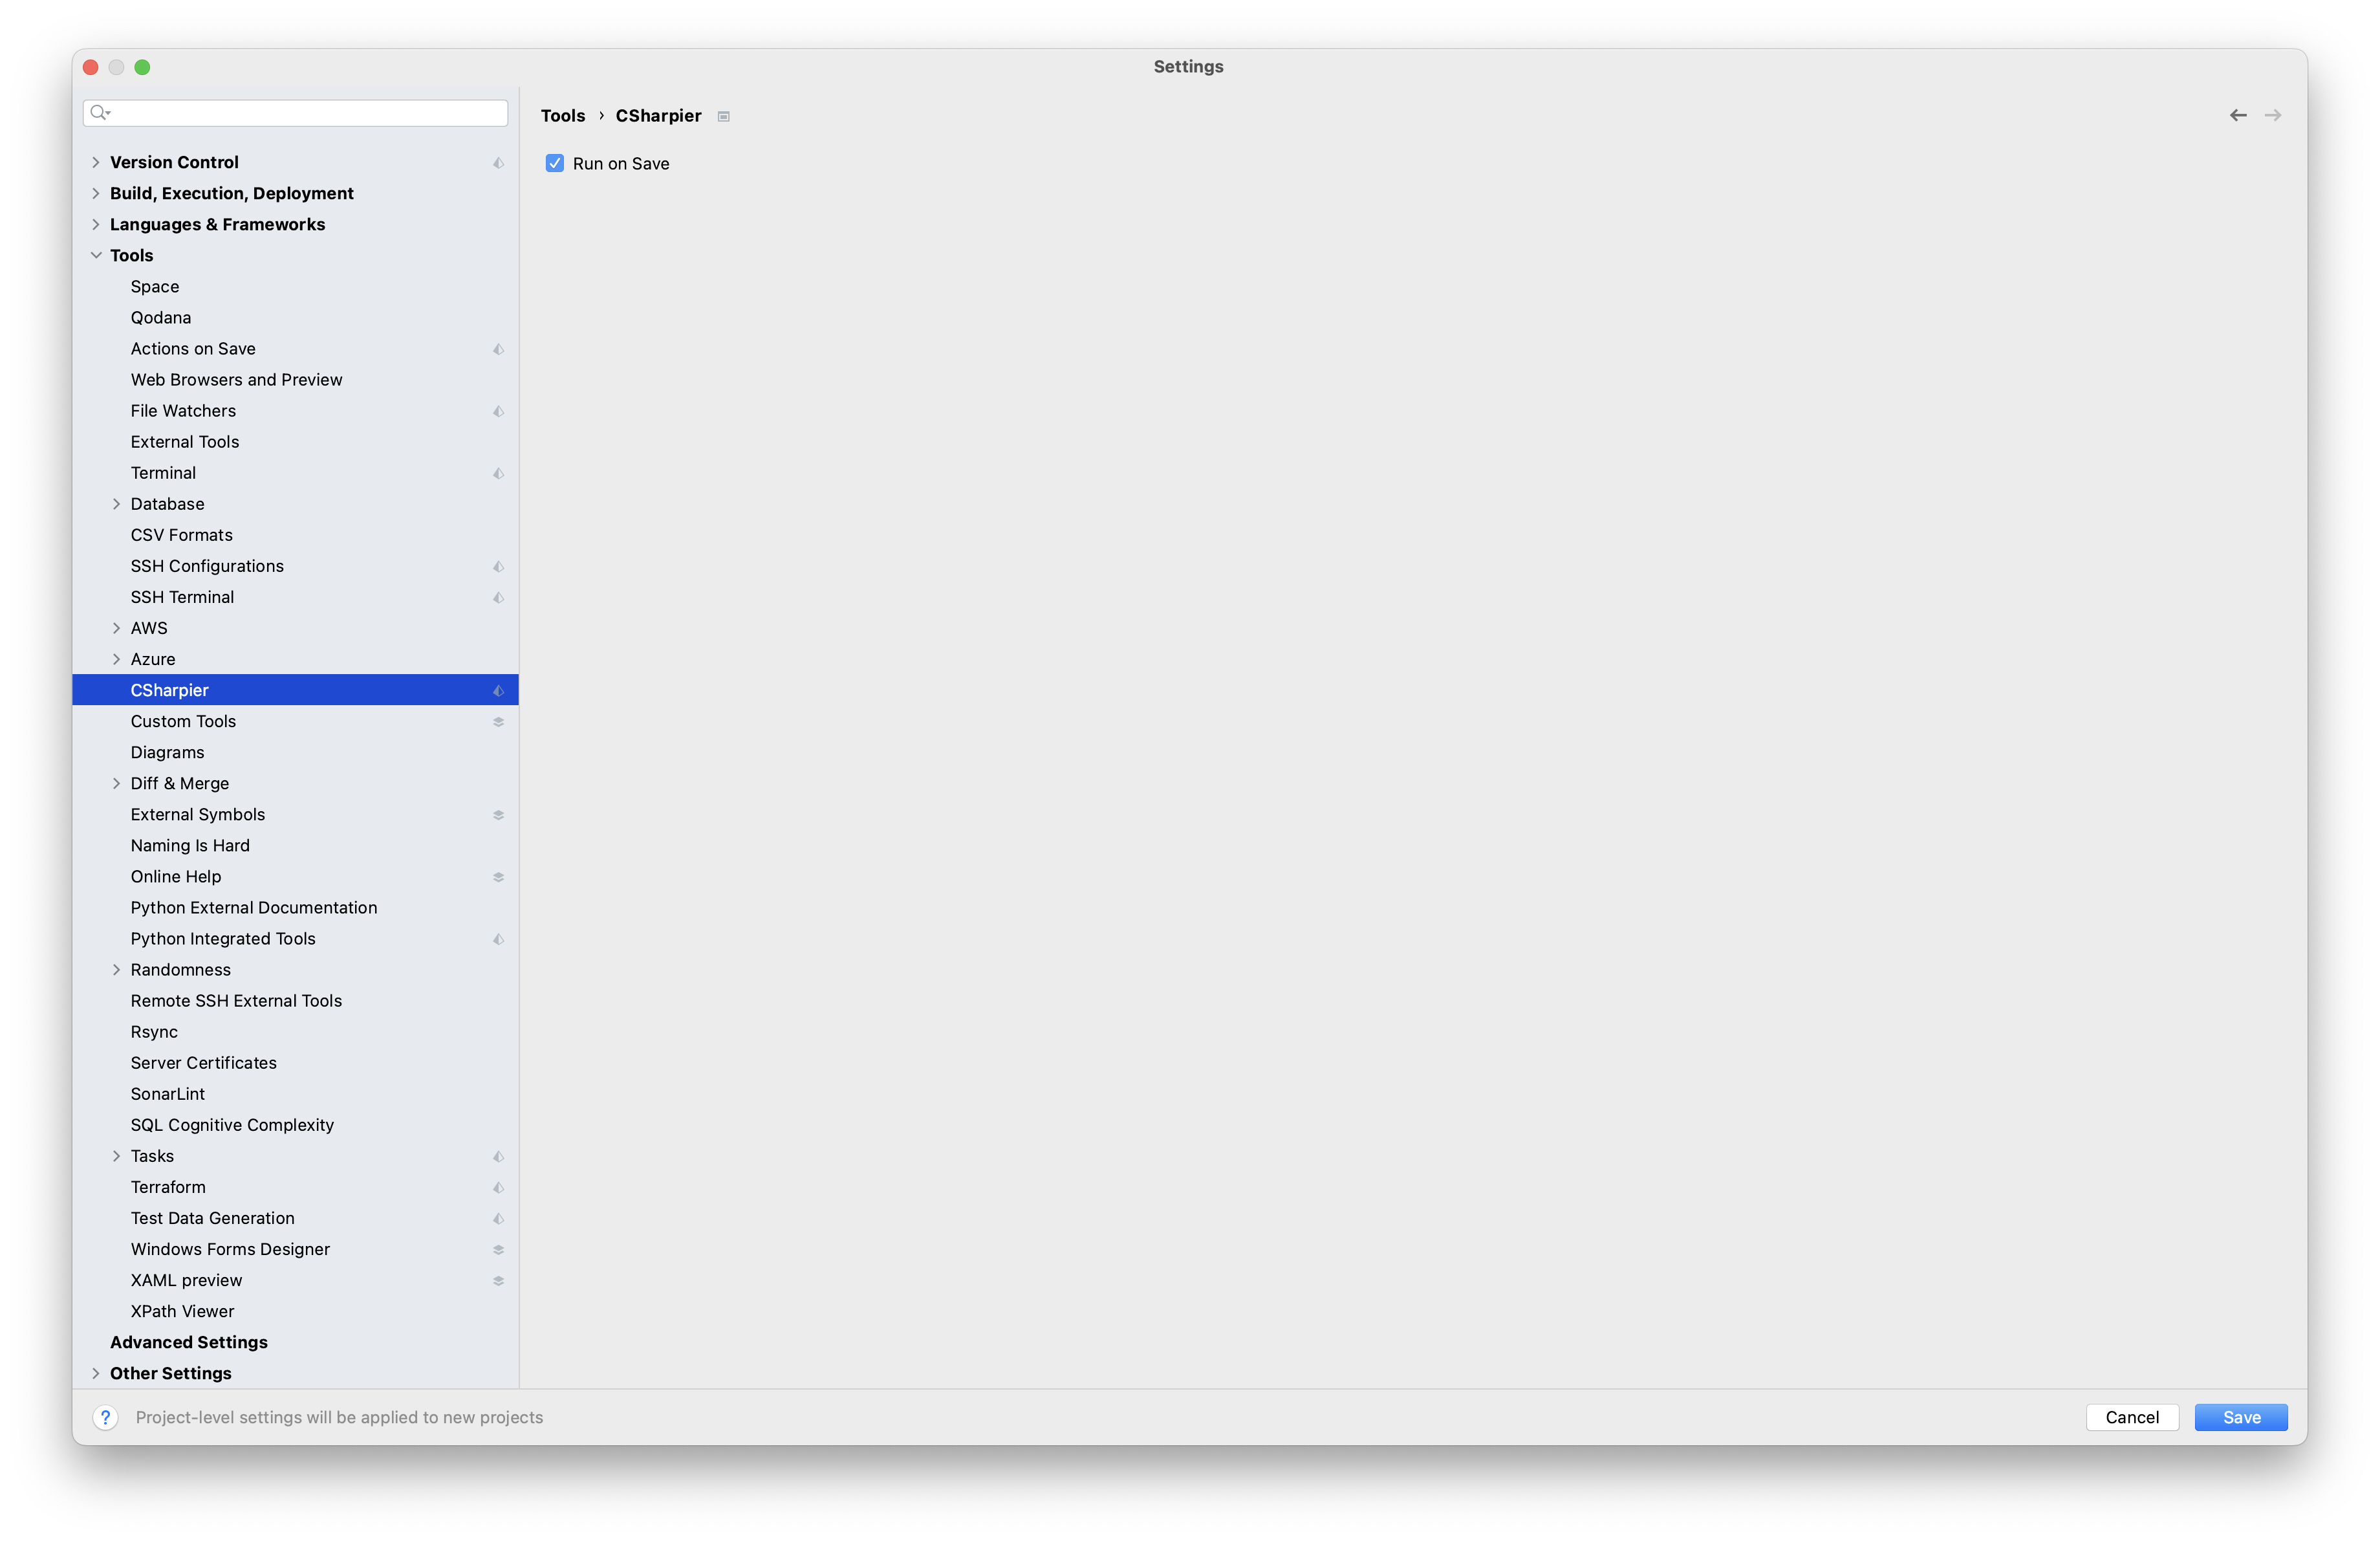 Settings
Tools › CSharpier
Run on Save
Version Control
Build, Execution, Deployment
Languages & Frameworks
Tools
Space
Qodana
Actions on Save
Web Browsers and Preview
File Watchers
External Tools
Terminal
Database
CSV Formats
SSH Configurations
SSH Terminal
AWS
Azure
CSharpier
Custom Tools
Diagrams
Diff & Merge
External Symbols
Naming Is Hard
Online Help
Python External Documentation
Python Integrated Tools
Randomness
Remote SSH External Tools
Rsync
Server Certificates
SonarLint
SQL Cognitive Complexity
Tasks
Terraform
Test Data Generation
Windows Forms Designer
XAML preview
XPath Viewer
Advanced Settings
Other Settings
? Project-level settings will be applied to new projects
Cancel
Save